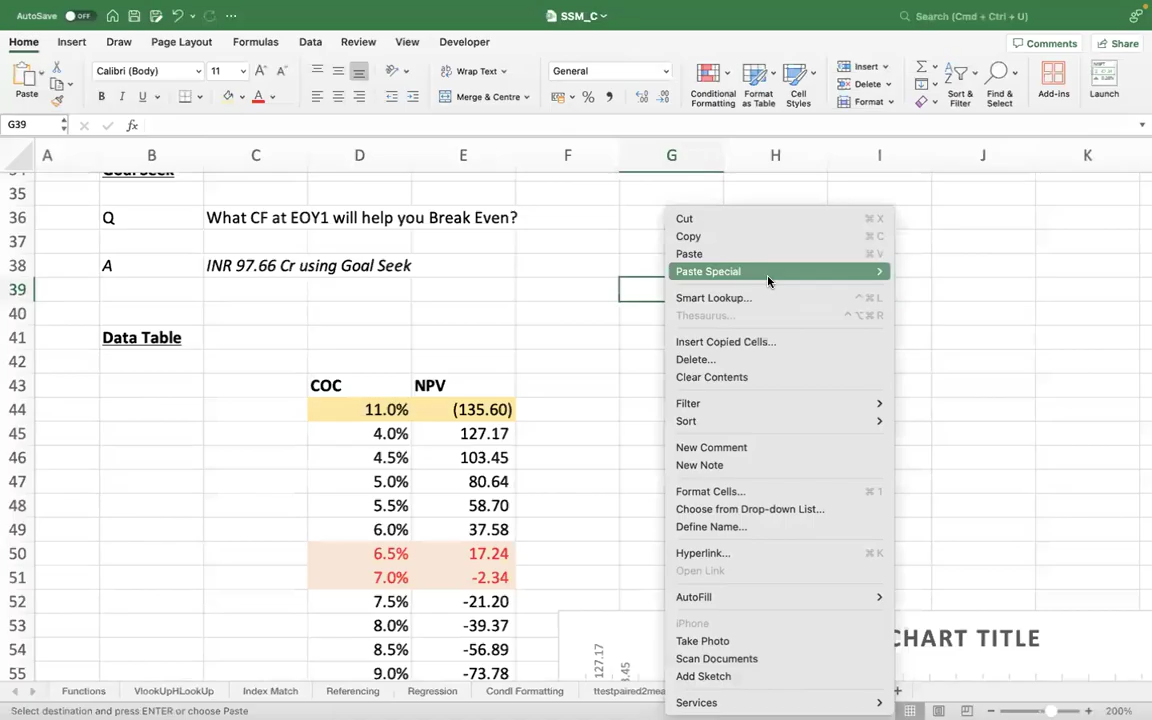 AutoSave OFF SSM_C Search (Cmd + Ctrl + U)
Home Insert Draw Page Layout Formulas Data Review View Developer Comments Share
Paste Calibri (Body) 11 Wrap Text General Insert
B I U A Merge & Centre Delete
Conditional Formatting Format as Table Cell Styles Format Sort & Filter Find & Select Add-ins Launch
G39 fx
A B C D E F G H I J K
35
36 Q What CF at EOY1 will help you Break Even?
37
38 A INR 97.66 Cr using Goal Seek
39
40
41 Data Table
42
43 COC NPV
44 11.0% (135.60)
45 4.0% 127.17
46 4.5% 103.45
47 5.0% 80.64
48 5.5% 58.70
49 6.0% 37.58
50 6.5% 17.24
51 7.0% -2.34
52 7.5% -21.20
53 8.0% -39.37
54 8.5% -56.89
55 9.0% -73.78
Cut ⌘ X
Copy ⌘ C
Paste ⌘ V
Paste Special
Smart Lookup... ^⌘ L
Thesaurus... ^⌥⌘ R
Insert Copied Cells...
Delete...
Clear Contents
Filter
Sort
New Comment
New Note
Format Cells... ⌘ 1
Choose from Drop-down List...
Define Name...
Hyperlink... ⌘ K
Open Link
AutoFill
iPhone
Take Photo
Scan Documents
Add Sketch
Services
CHART TITLE
127.17
Functions VlookUpHiLookUp Index Match Referencing Regression Condl Formatting ttestpaired2mea
Select destination and press ENTER or choose Paste 200%